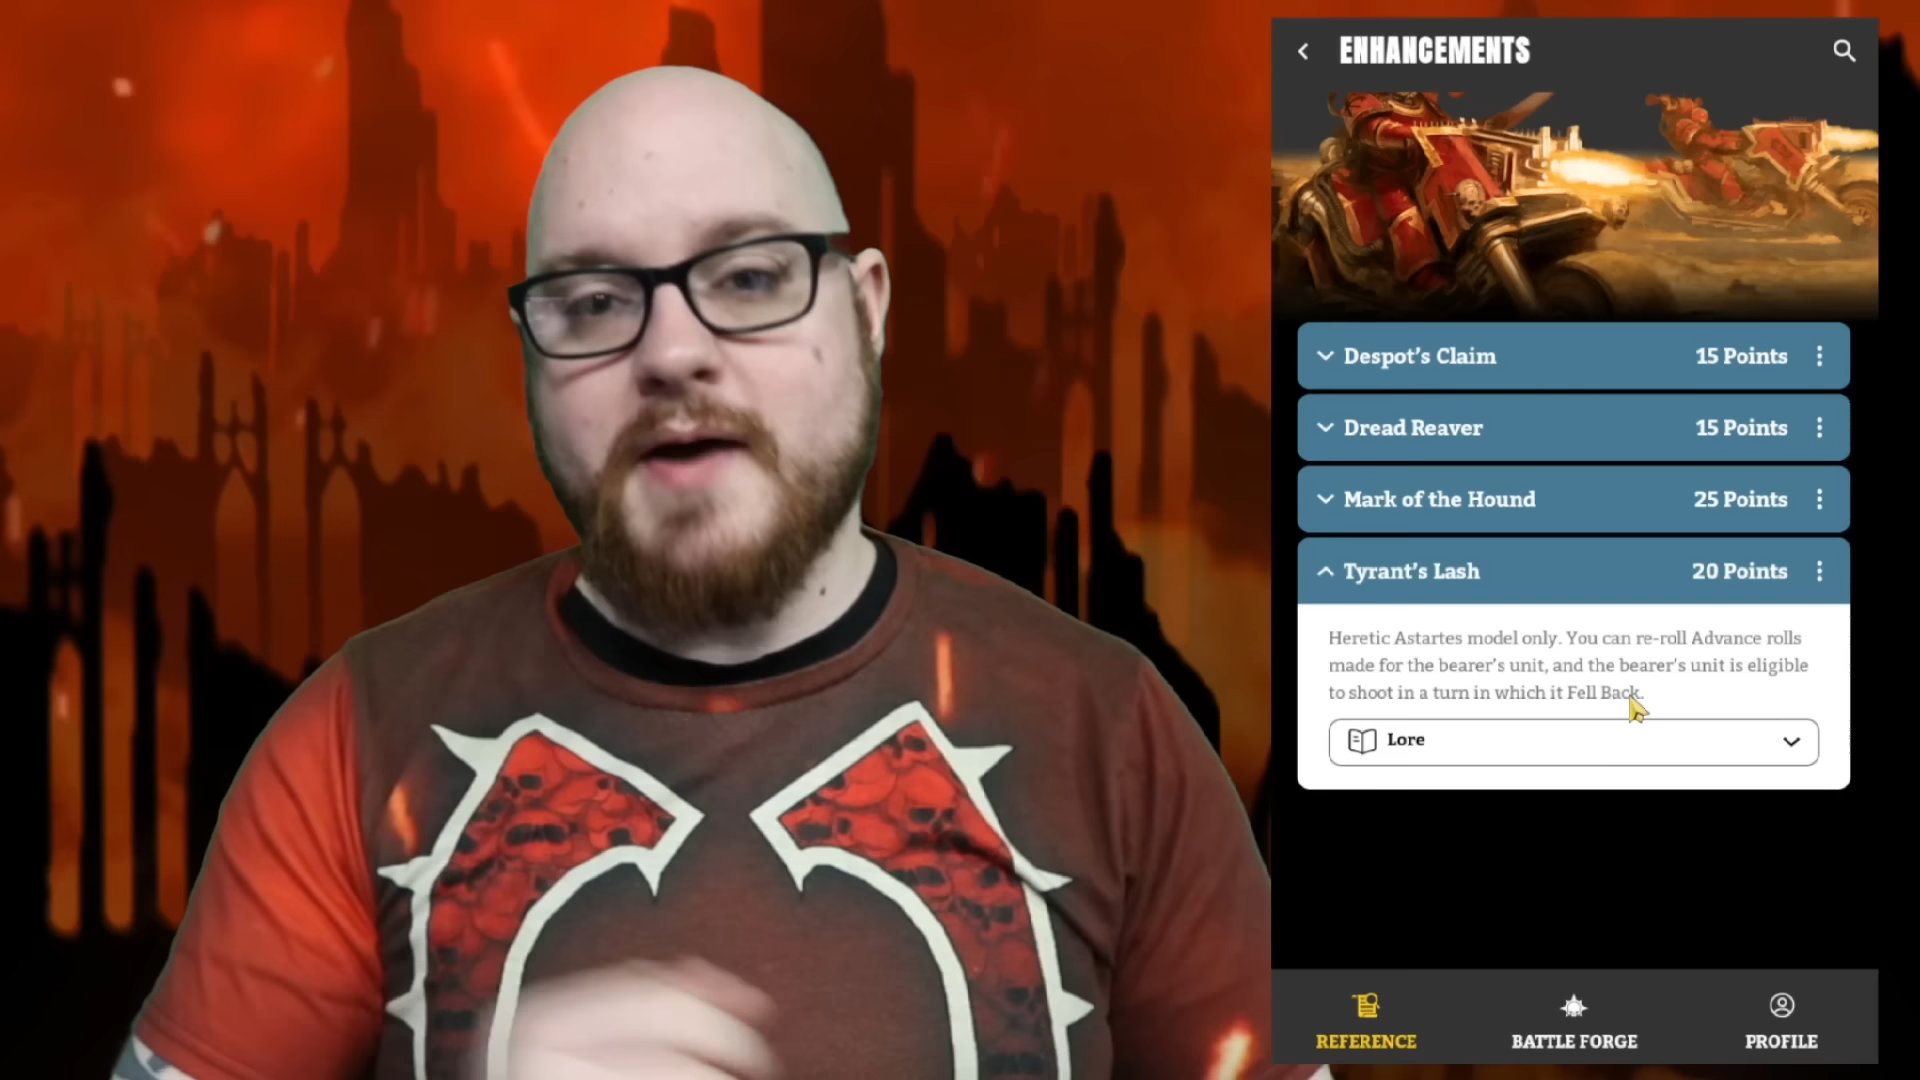 ENHANCEMENTS
Despot's Claim 15 Points
Dread Reaver 15 Points
Mark of the Hound 25 Points
Tyrant's Lash 20 Points
Heretic Astartes model only. You can re-roll Advance rolls
made for the bearer's unit, and the bearer's unit is eligible
to shoot in a turn in which it Fell Back.
Lore
REFERENCE BATTLE FORGE PROFILE